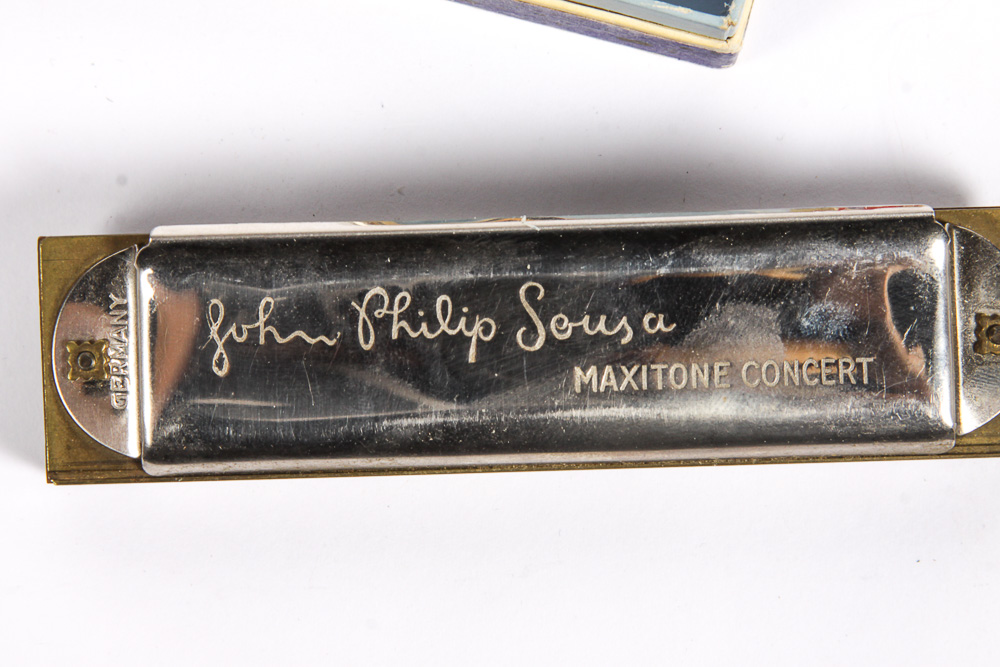 GERMANY
John Philip Sousa
MAXITONE CONCERT